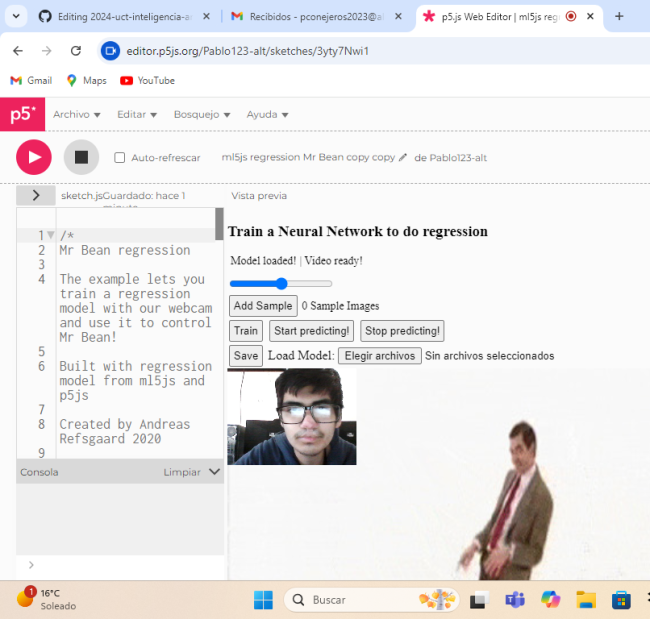 Editing 2024-uct-inteligencia-a
Recibidos - pconejeros2023@al
p5.js Web Editor | ml5js reg
editor.p5js.org/Pablo123-alt/sketches/3yty7Nwi1
Gmail
Maps
YouTube
p5*
Archivo
Editar
Bosquejo
Ayuda
Auto-refrescar
ml5js regression Mr Bean copy copy
de Pablo123-alt
sketch.js
Guardado: hace 1
minuto
Vista previa
1 /*
2 Mr Bean regression
3
4 The example lets you
train a regression
model with our webcam
and use it to control
Mr Bean!
5
6 Built with regression
model from ml5js and
p5js
7
8 Created by Andreas
Refsgaard 2020
9
Consola
Limpiar
Train a Neural Network to do regression
Model loaded! | Video ready!
Add Sample 0 Sample Images
Train Start predicting! Stop predicting!
Save Load Model: Elegir archivos Sin archivos seleccionados
1
16°C
Soleado
Buscar